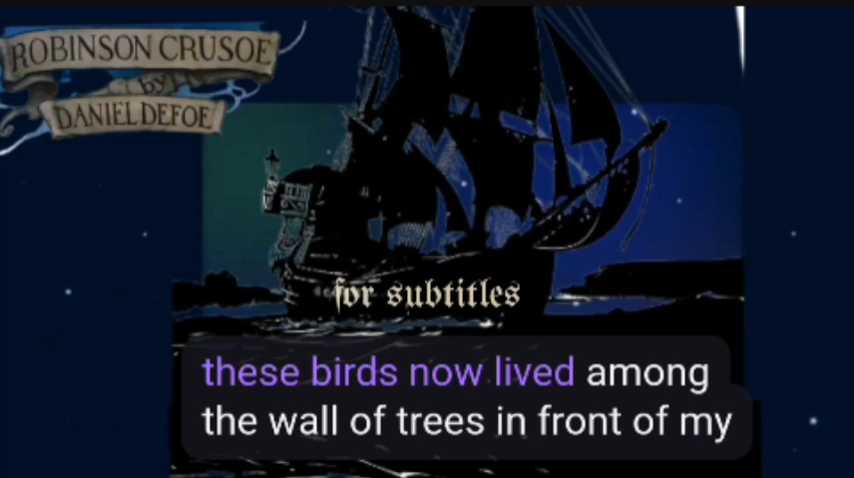 ROBINSON CRUSOE
by
DANIEL DEFOE
for subtitles
these birds now lived among
the wall of trees in front of my